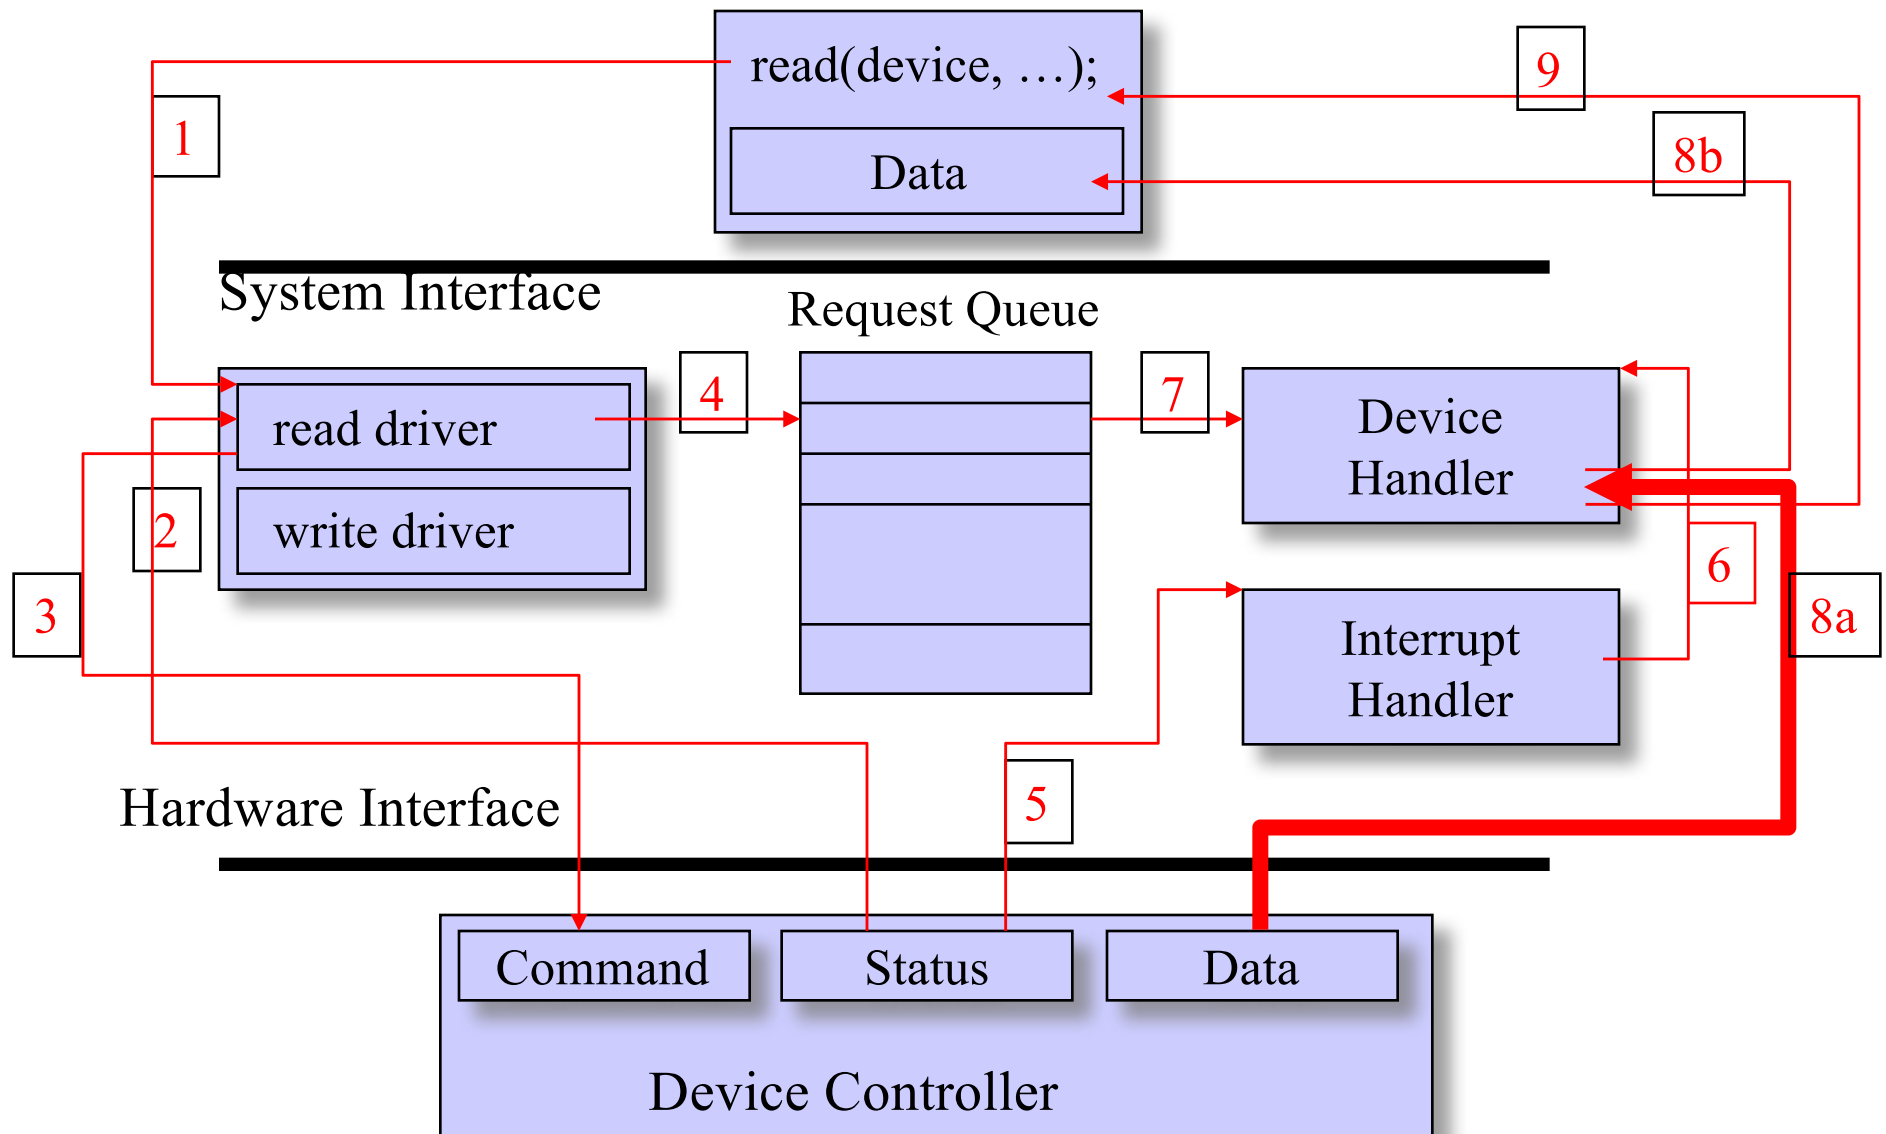 read(device, …);
9
1
8b
Data
System Interface
Request Queue
4
7
read driver
Device
Handler
2
write driver
6
3
8a
Interrupt
Handler
Hardware Interface
5
Command
Status
Data
Device Controller